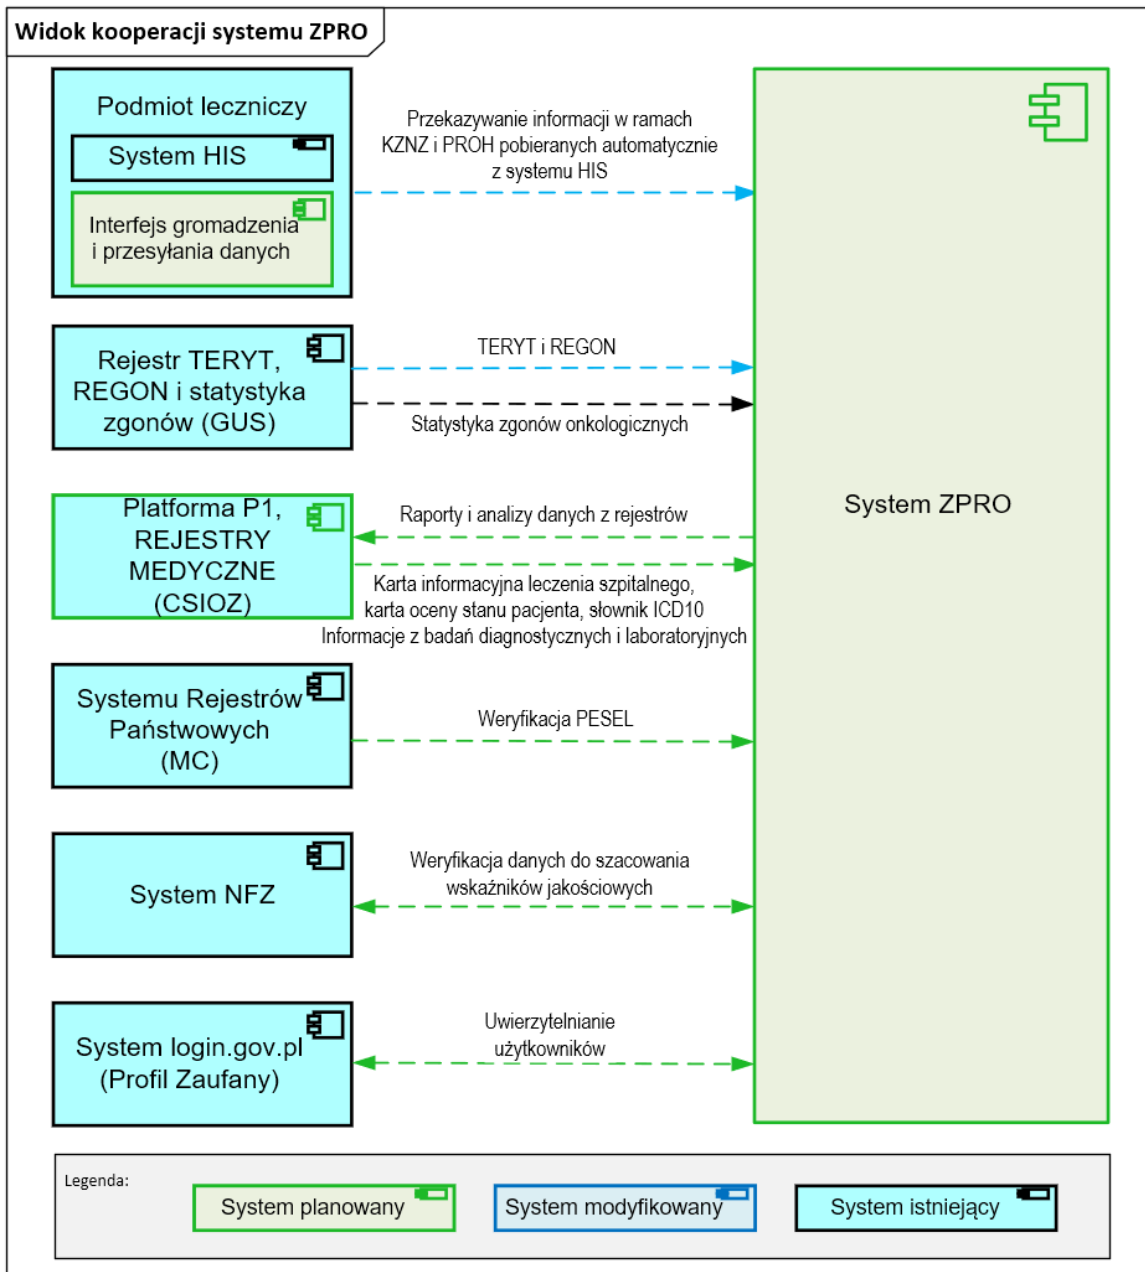 Widok kooperacji systemu ZPRO
Podmiot leczniczy
System HIS
Interfejs gromadzenia
i przesyłania danych
Przekazywanie informacji w ramach
KZNZ i PROH pobieranych automatycznie
z systemu HIS
Rejestr TERYT,
REGON i statystyka
zgonów (GUS)
TERYT i REGON
Statystyka zgonów onkologicznych
Platforma P1,
REJESTRY
MEDYCZNE
(CSIOZ)
Raporty i analizy danych z rejestrów
Karta informacyjna leczenia szpitalnego,
karta oceny stanu pacjenta, słownik ICD10
Informacje z badań diagnostycznych i laboratoryjnych
System ZPRO
Systemu Rejestrów
Państwowych
(MC)
Weryfikacja PESEL
System NFZ
Weryfikacja danych do szacowania
wskaźników jakościowych
System login.gov.pl
(Profil Zaufany)
Uwierzytelnianie
użytkowników
Legenda:
System planowany
System modyfikowany
System istniejący